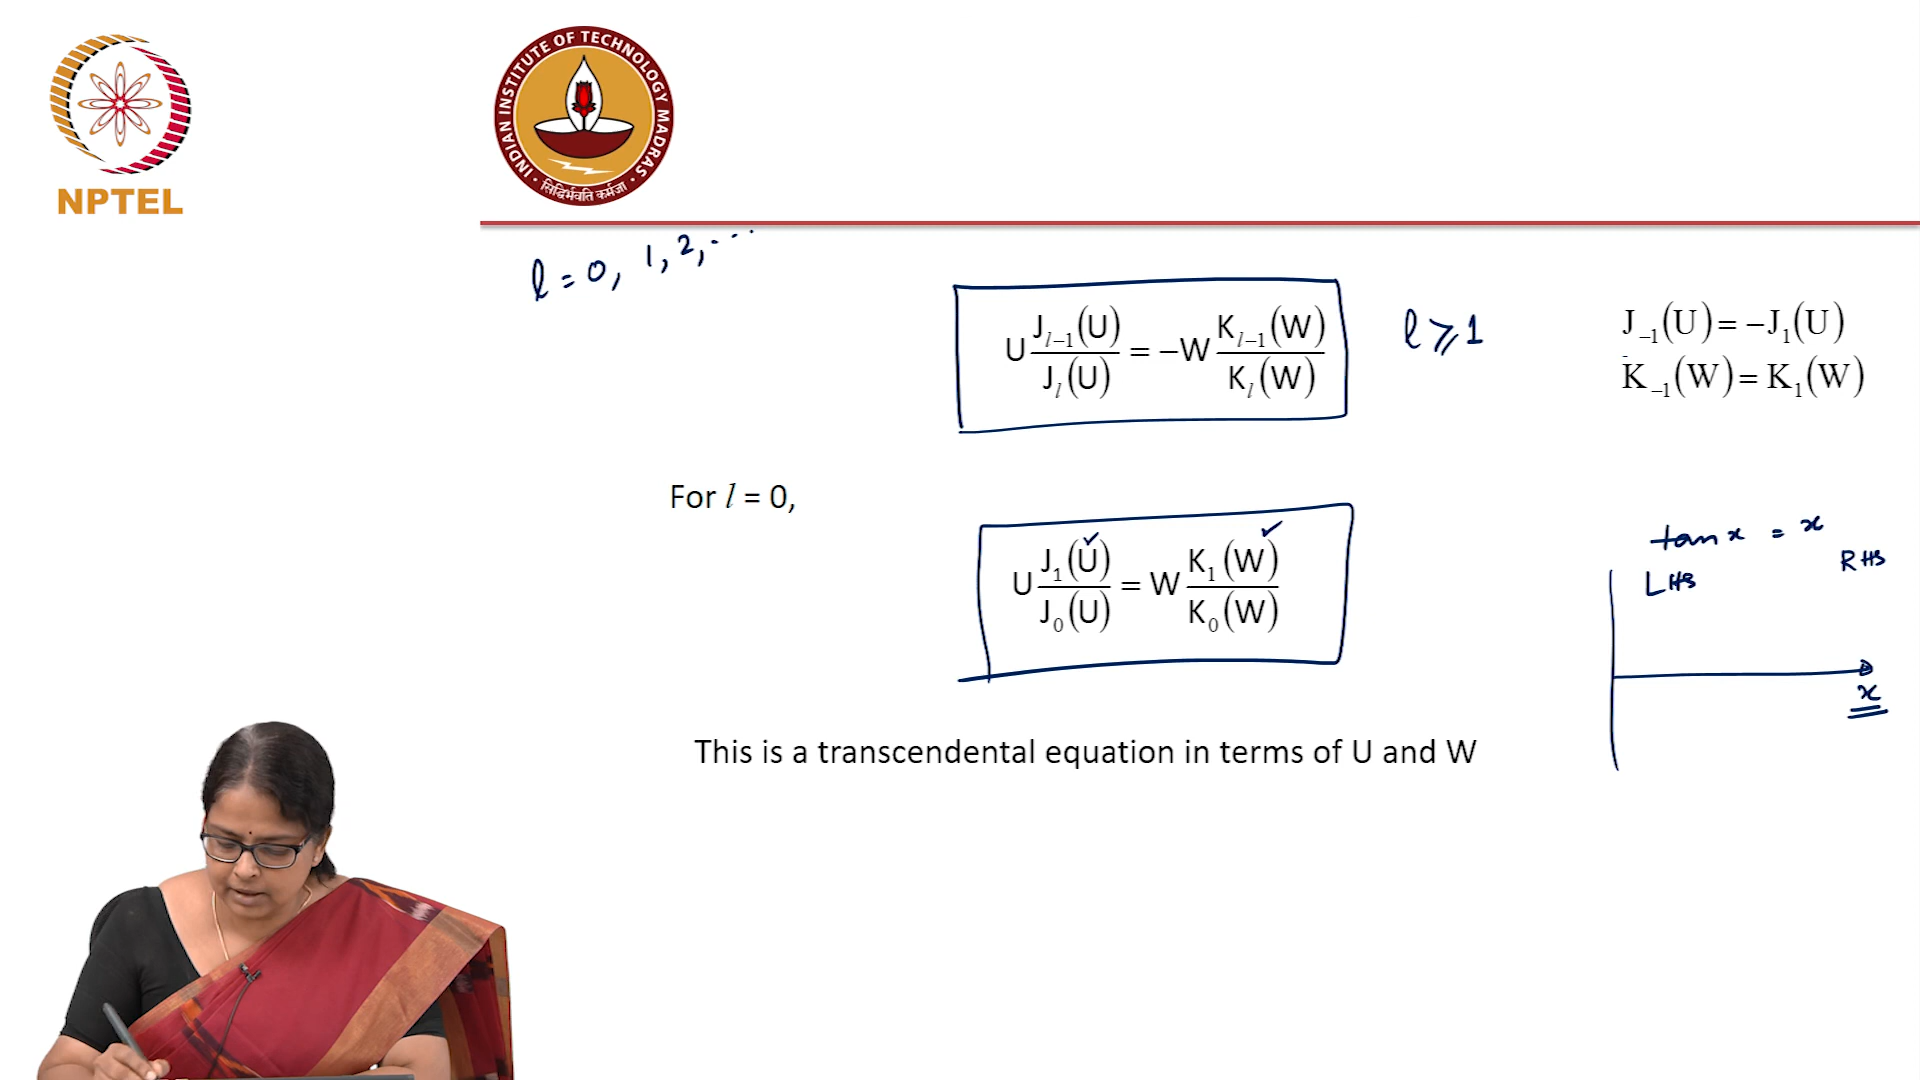 NPTEL
INDIAN INSTITUTE OF TECHNOLOGY MADRAS
सिद्धिर्भवति कर्मजा
l = 0, 1, 2, ...
U J_{l-1}(U) / J_l(U) = -W K_{l-1}(W) / K_l(W)
l ⩾ 1
J_{-1}(U) = -J_1(U)
K_{-1}(W) = K_1(W)
For l = 0,
U J_1(U) / J_0(U) = W K_1(W) / K_0(W)
tan x = x
LHS RHS
x
This is a transcendental equation in terms of U and W